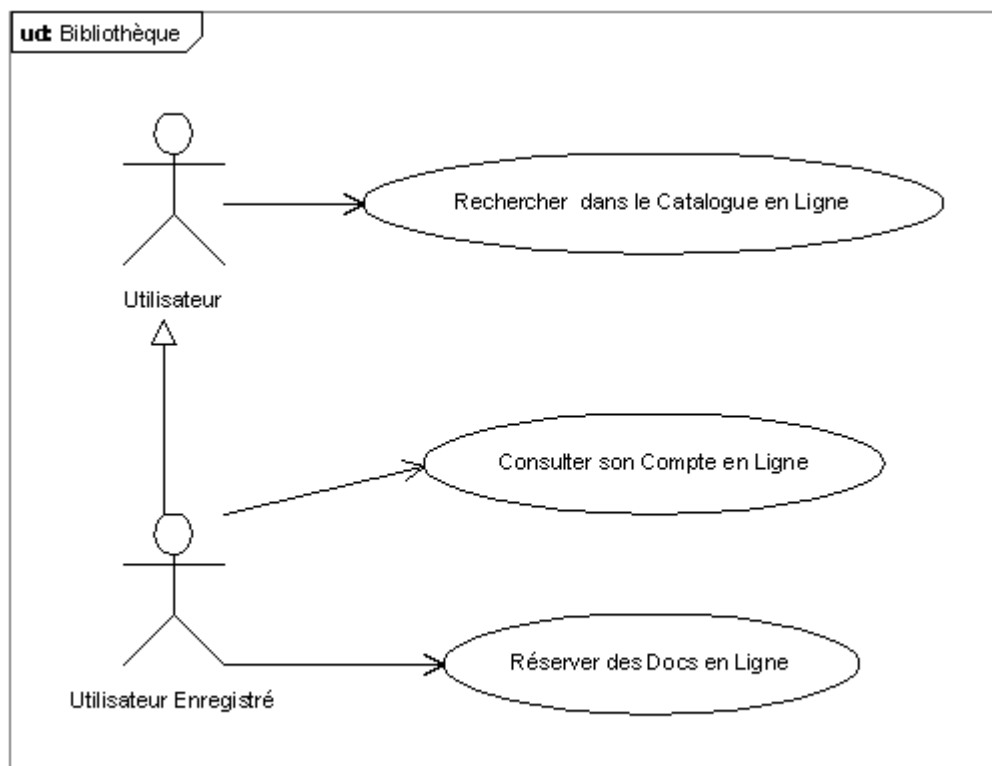 ud: Bibliothèque
Rechercher dans le Catalogue en Ligne
Utilisateur
Consulter son Compte en Ligne
Réserver des Docs en Ligne
Utilisateur Enregistré